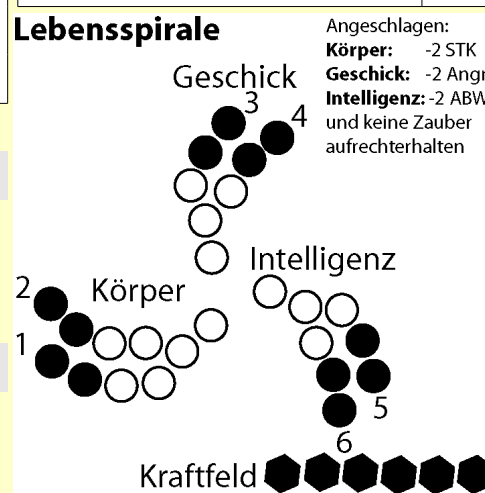 Lebensspirale
Angeschlagen:
Körper: -2 STK
Geschick: -2 Angr
Intelligenz: -2 ABW
und keine Zauber
aufrechterhalten
Geschick
3
4
Intelligenz
2
Körper
1
5
6
Kraftfeld